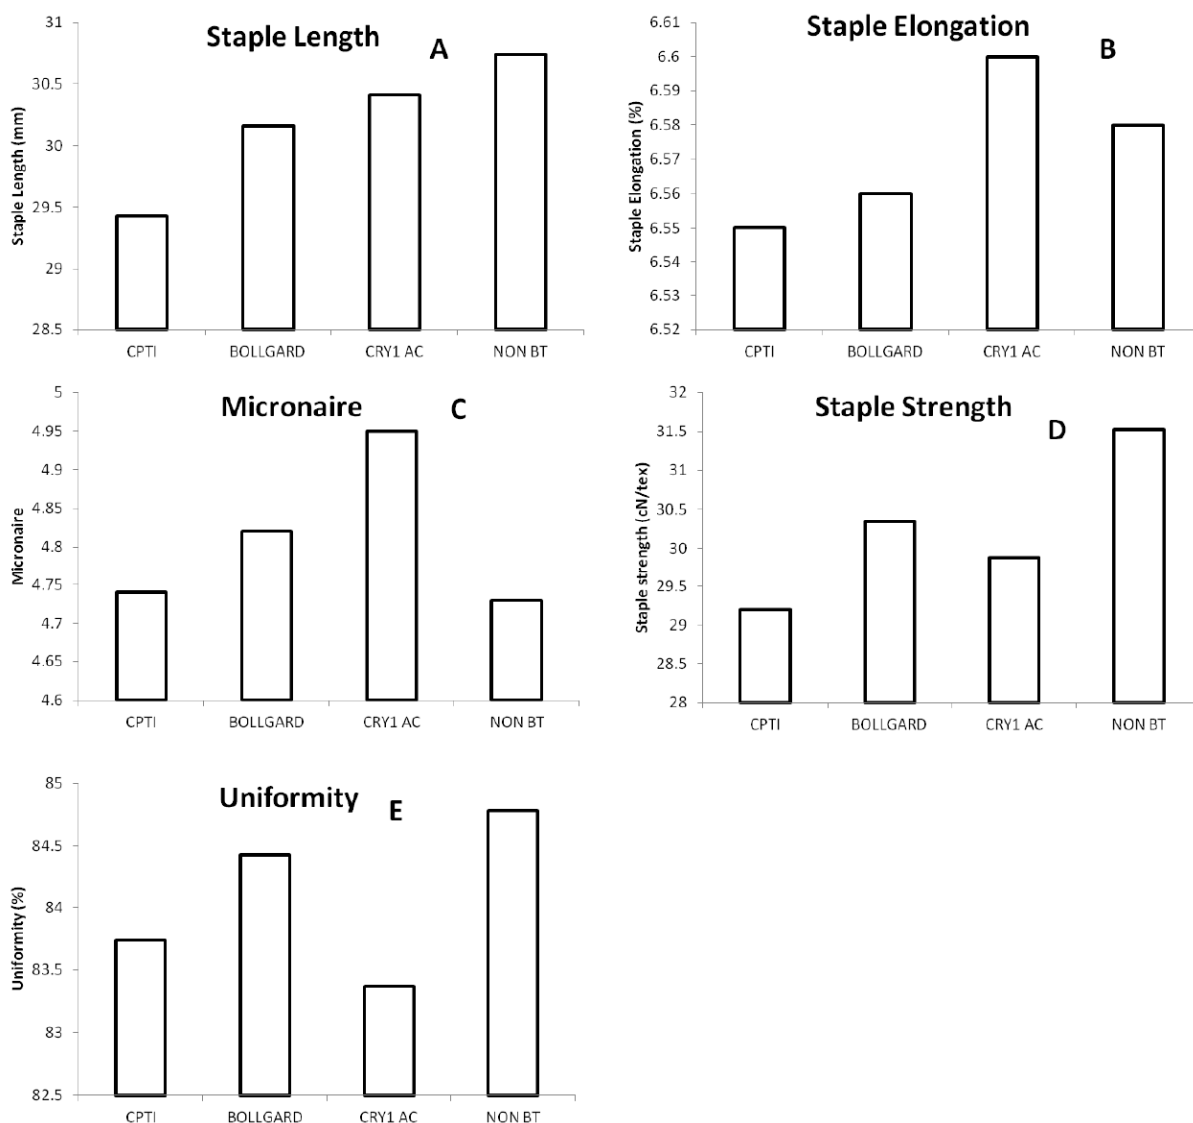 Staple Length
A
Staple Length (mm)
31
30.5
30
29.5
29
28.5
CPTI
BOLLGARD
CRY1 AC
NON BT
Staple Elongation
B
Staple Elongation (%)
6.61
6.6
6.59
6.58
6.57
6.56
6.55
6.54
6.53
6.52
CPTI
BOLLGARD
CRY1 AC
NON BT
Micronaire
C
Micronaire
5
4.95
4.9
4.85
4.8
4.75
4.7
4.65
4.6
CPTI
BOLLGARD
CRY1 AC
NON BT
Staple Strength
D
Staple strength (cN/tex)
32
31.5
31
30.5
30
29.5
29
28.5
28
CPTI
BOLLGARD
CRY1 AC
NON BT
Uniformity
E
Uniformity (%)
85
84.5
84
83.5
83
82.5
CPTI
BOLLGARD
CRY1 AC
NON BT